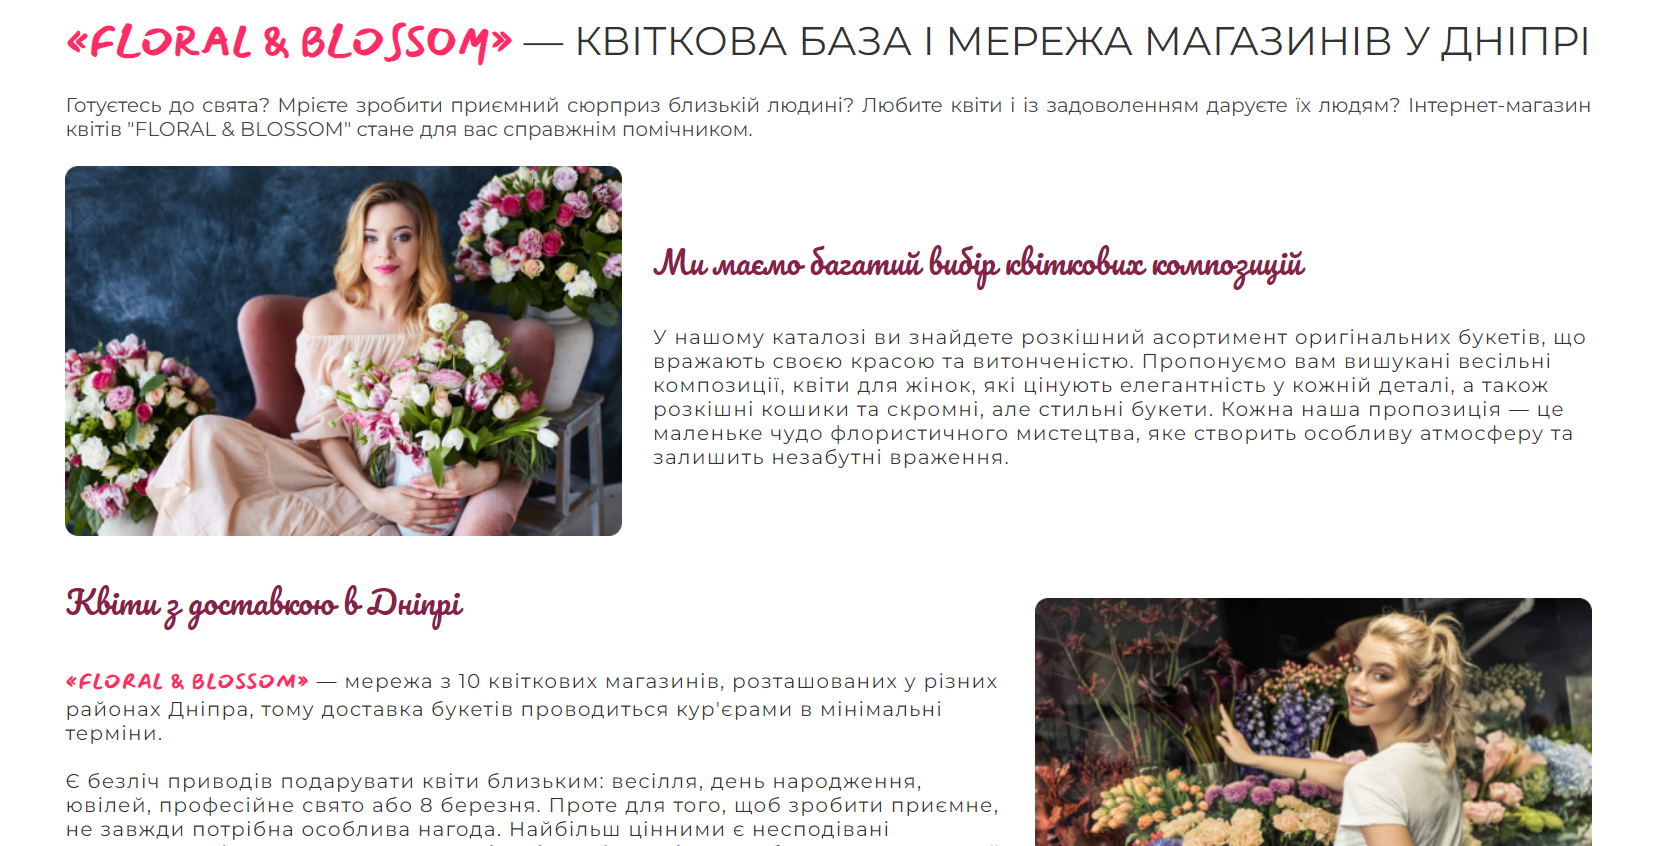 «FLORAL & BLOSSOM» — КВІТКОВА БАЗА І МЕРЕЖА МАГАЗИНІВ У ДНІПРІ
Готуєтесь до свята? Мрієте зробити приємний сюрприз близькій людині? Любите квіти і із задоволенням даруєте їх людям? Інтернет-магазин
квітів "FLORAL & BLOSSOM" стане для вас справжнім помічником.
Ми маємо багатий вибір квіткових композицій
У нашому каталозі ви знайдете розкішний асортимент оригінальних букетів, що
вражають своєю красою та витонченістю. Пропонуємо вам вишукані весільні
композиції, квіти для жінок, які цінують елегантність у кожній деталі, а також
розкішні кошики та скромні, але стильні букети. Кожна наша пропозиція — це
маленьке чудо флористичного мистецтва, яке створить особливу атмосферу та
залишить незабутні враження.
Квіти з доставкою в Дніпрі
«FLORAL & BLOSSOM» — мережа з 10 квіткових магазинів, розташованих у різних
районах Дніпра, тому доставка букетів проводиться кур'єрами в мінімальні
терміни.
Є безліч приводів подарувати квіти близьким: весілля, день народження,
ювілей, професійне свято або 8 березня. Проте для того, щоб зробити приємне,
не завжди потрібна особлива нагода. Найбільш цінними є несподівані